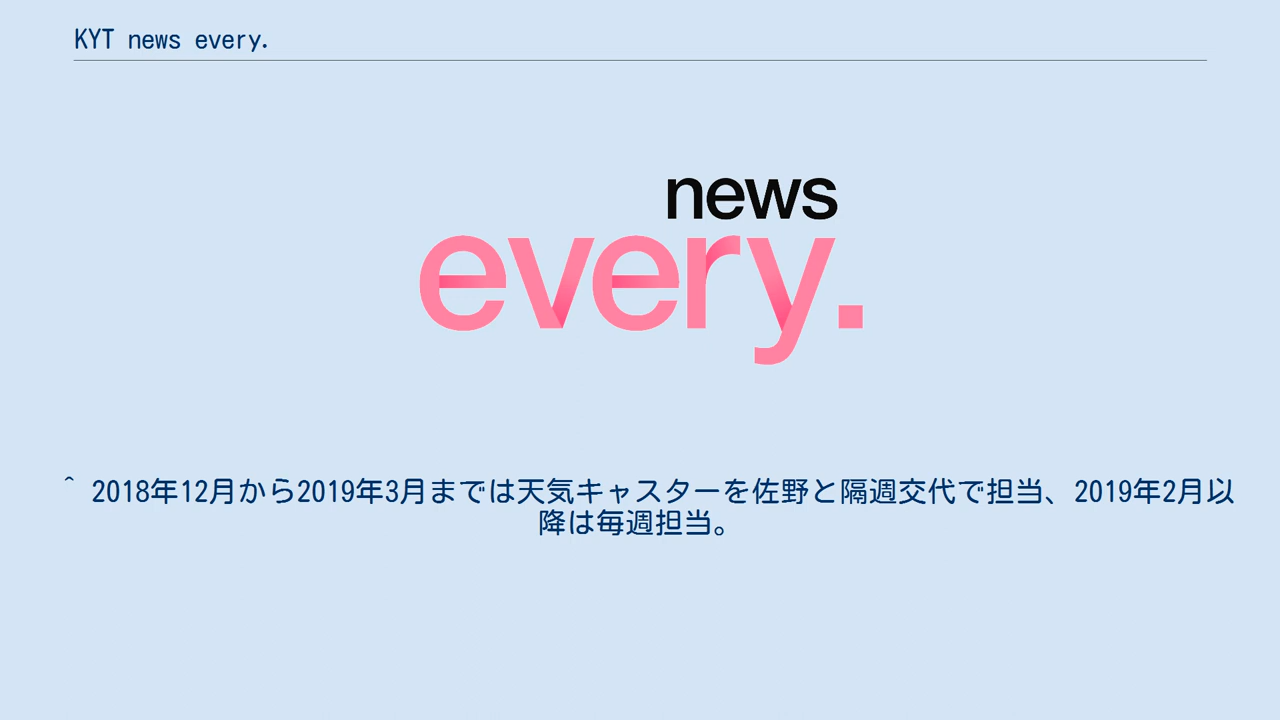 KYT news every.
news
every.
^ 2018年12月から2019年3月までは天気キャスターを佐野と隔週交代で担当、2019年2月以
降は毎週担当。